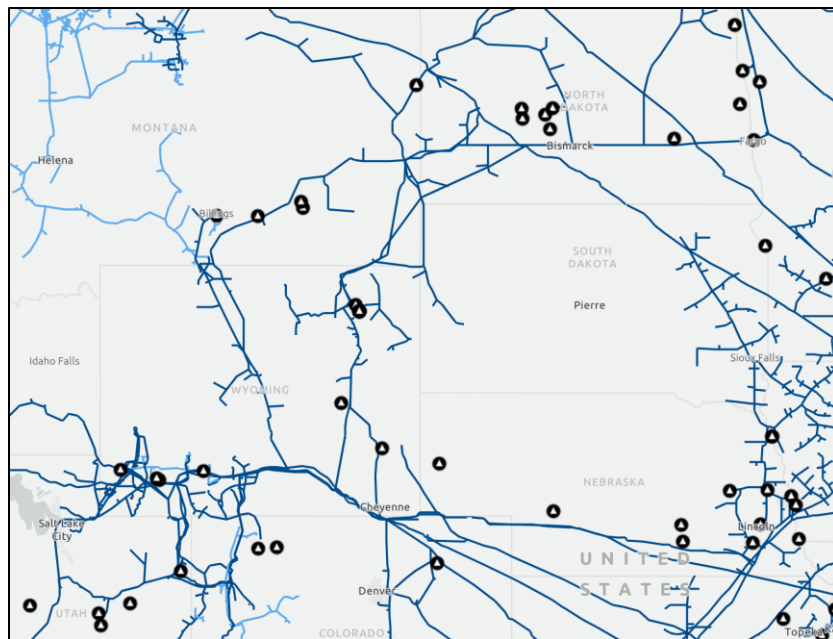 NORTH
DAKOTA
MONTANA
Fargo
Bismarck
Helena
Billings
SOUTH
DAKOTA
Pierre
Idaho Falls
Sioux Falls
WYOMING
NEBRASKA
Cheyenne
Salt Lake
City
Lincoln
UNITED
STATES
Denver
UTAH
COLORADO
Topeka